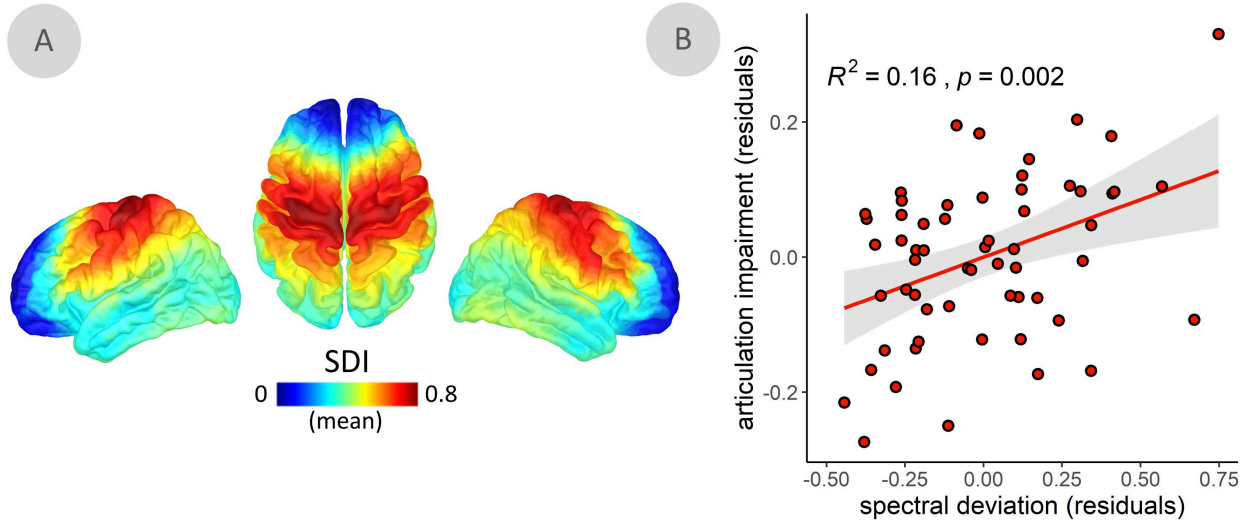 A
B
SDI
0 0.8
(mean)
R² = 0.16 , p = 0.002
articulation impairment (residuals)
0.2
0.0
-0.2
-0.50 -0.25 0.00 0.25 0.50 0.75
spectral deviation (residuals)